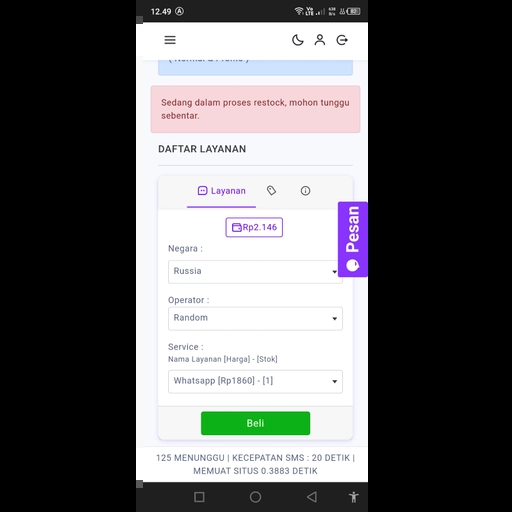 12.49
Sedang dalam proses restock, mohon tunggu
sebentar.
DAFTAR LAYANAN
Layanan
Rp2.146
Pesan
Negara :
Russia
Operator :
Random
Service :
Nama Layanan [Harga] - [Stok]
Whatsapp [Rp1860] - [1]
Beli
125 MENUNGGU | KECEPATAN SMS : 20 DETIK |
MEMUAT SITUS 0.3883 DETIK